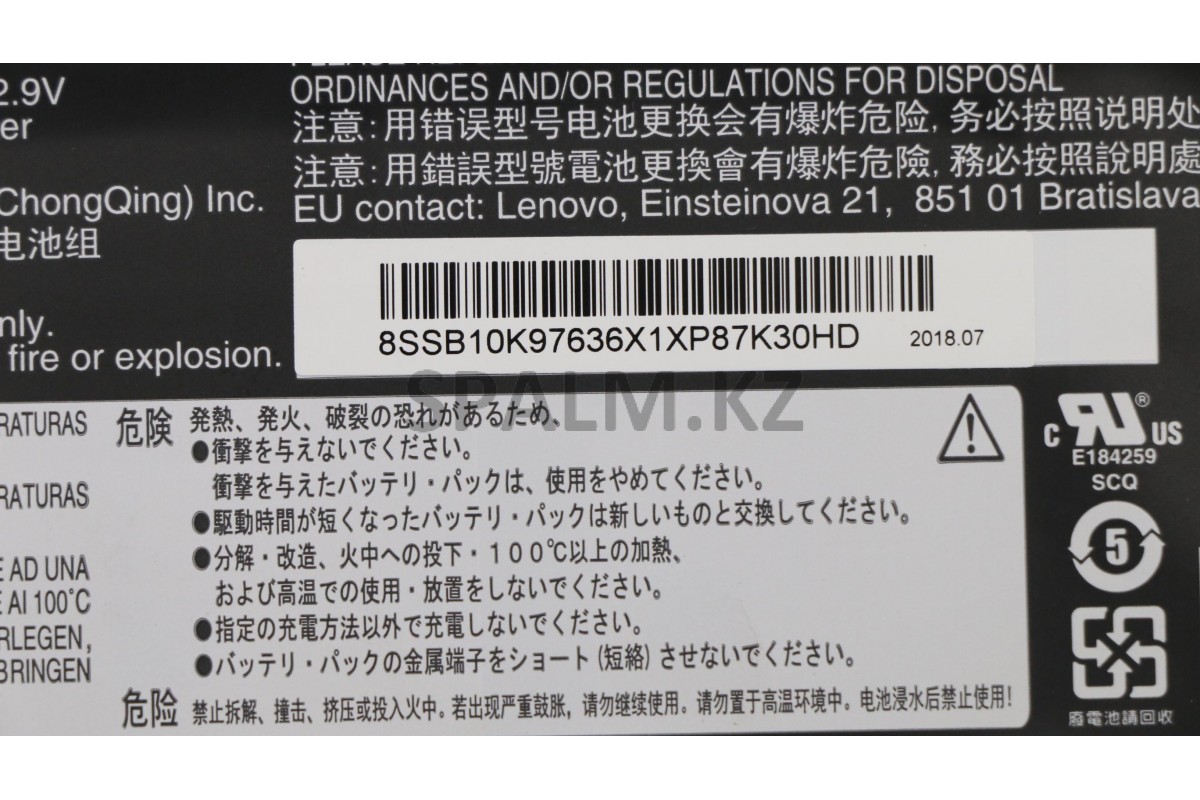 2.9V
er
ChongQing) Inc.
电池组
nly.
fire or explosion.
ORDINANCES AND/OR REGULATIONS FOR DISPOSAL
注意:用错误型号电池更换会有爆炸危险,务必按照说明处
注意:用錯誤型號電池更換會有爆炸危險,務必按照說明處
EU contact: Lenovo, Einsteinova 21, 851 01 Bratislava
8SSB10K97636X1XP87K30HD 2018.07
SPALM.KZ
RATURAS
RATURAS
E AD UNA
E AI 100°C
RLEGEN,
BRINGEN
危険 発熱、発火、破裂の恐れがあるため、
●衝撃を与えないでください。
衝撃を与えたバッテリ・パックは、使用をやめてください。
●駆動時間が短くなったバッテリ・パックは新しいものと交換してください。
●分解・改造、火中への投下・100℃以上の加熱、
および高温での使用・放置をしないでください。
●指定の充電方法以外で充電しないでください。
●バッテリ・パックの金属端子をショート(短絡)させないでください。
危险 禁止拆解、撞击、挤压或投入火中。若出现严重鼓胀,请勿继续使用。请勿置于高温环境中。电池浸水后禁止使用!
C RU ® US
E184259
SCQ
5
廢電池請回收